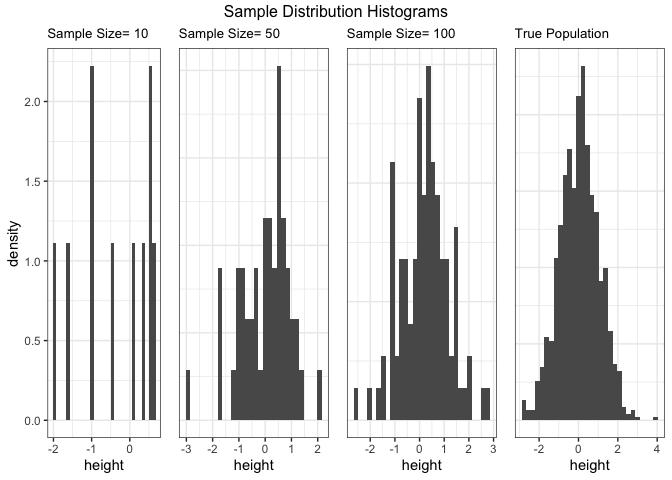 Sample Distribution Histograms
Sample Size= 10
Sample Size= 50
Sample Size= 100
True Population
density
2.0
1.5
1.0
0.5
0.0
-2 -1 0
-3 -2 -1 0 1 2
-2 -1 0 1 2 3
-2 0 2 4
height
height
height
height